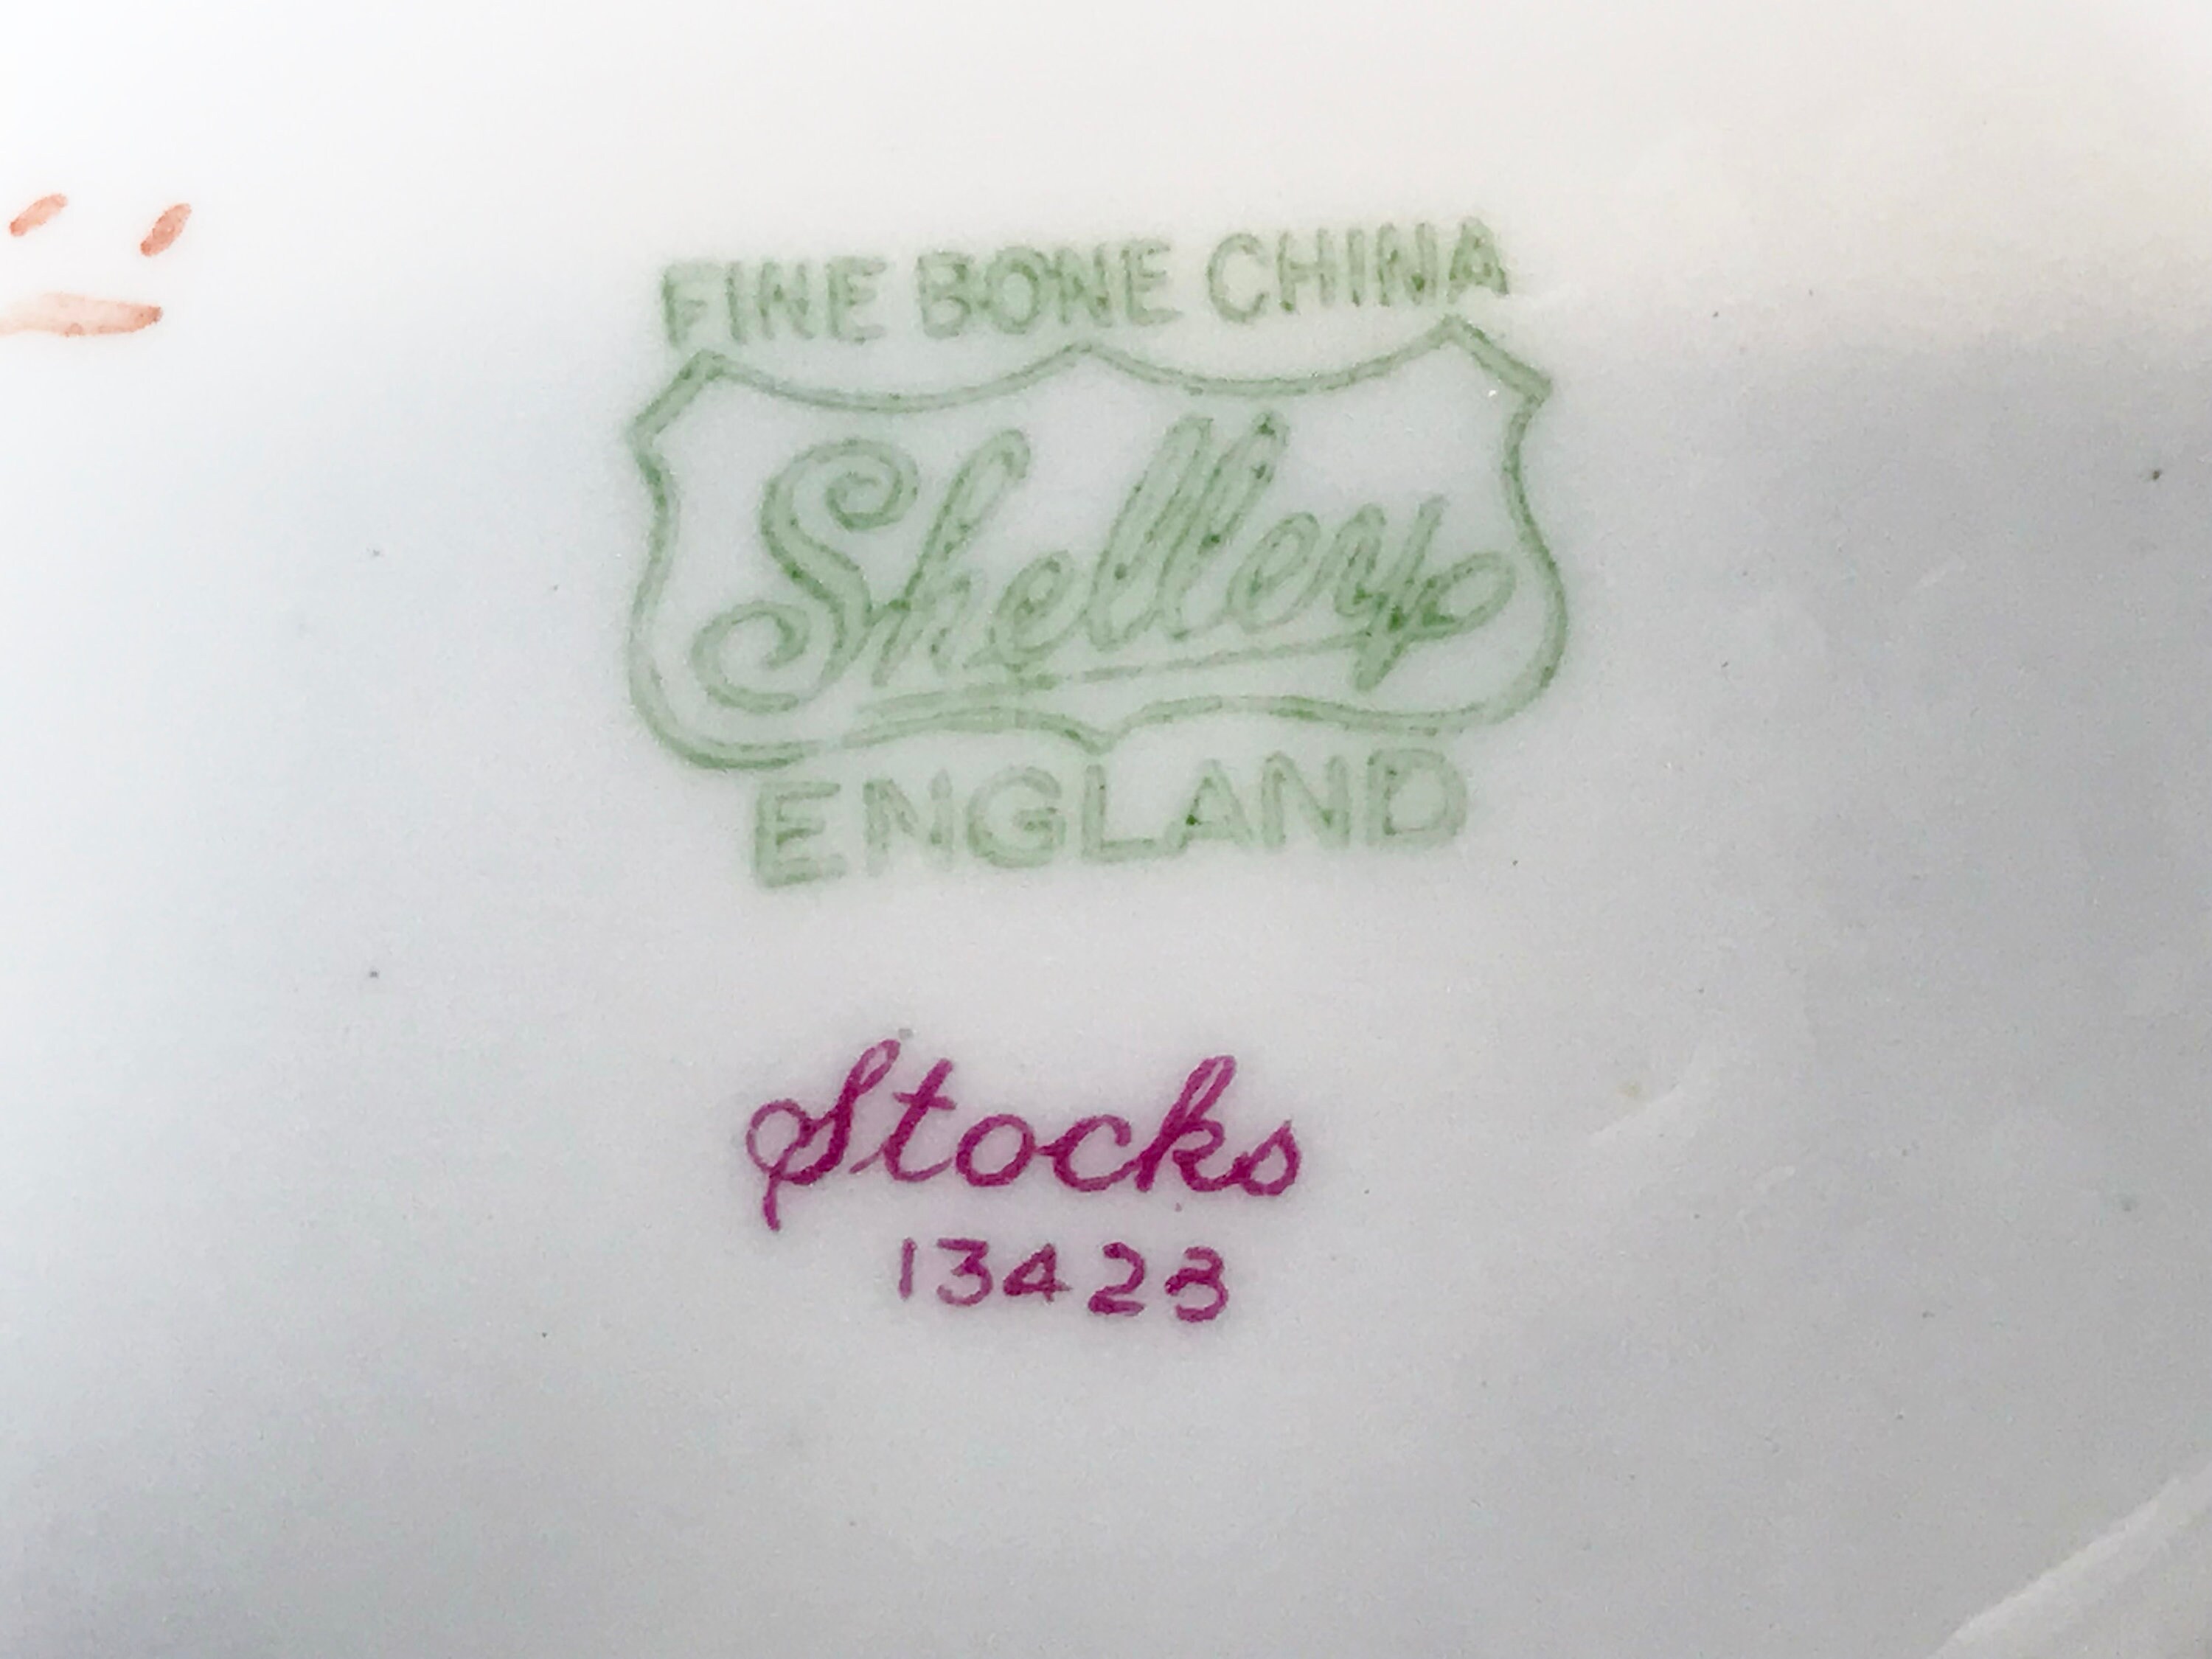 FINE BONE CHINA
Shelley
ENGLAND
Stocks
13428